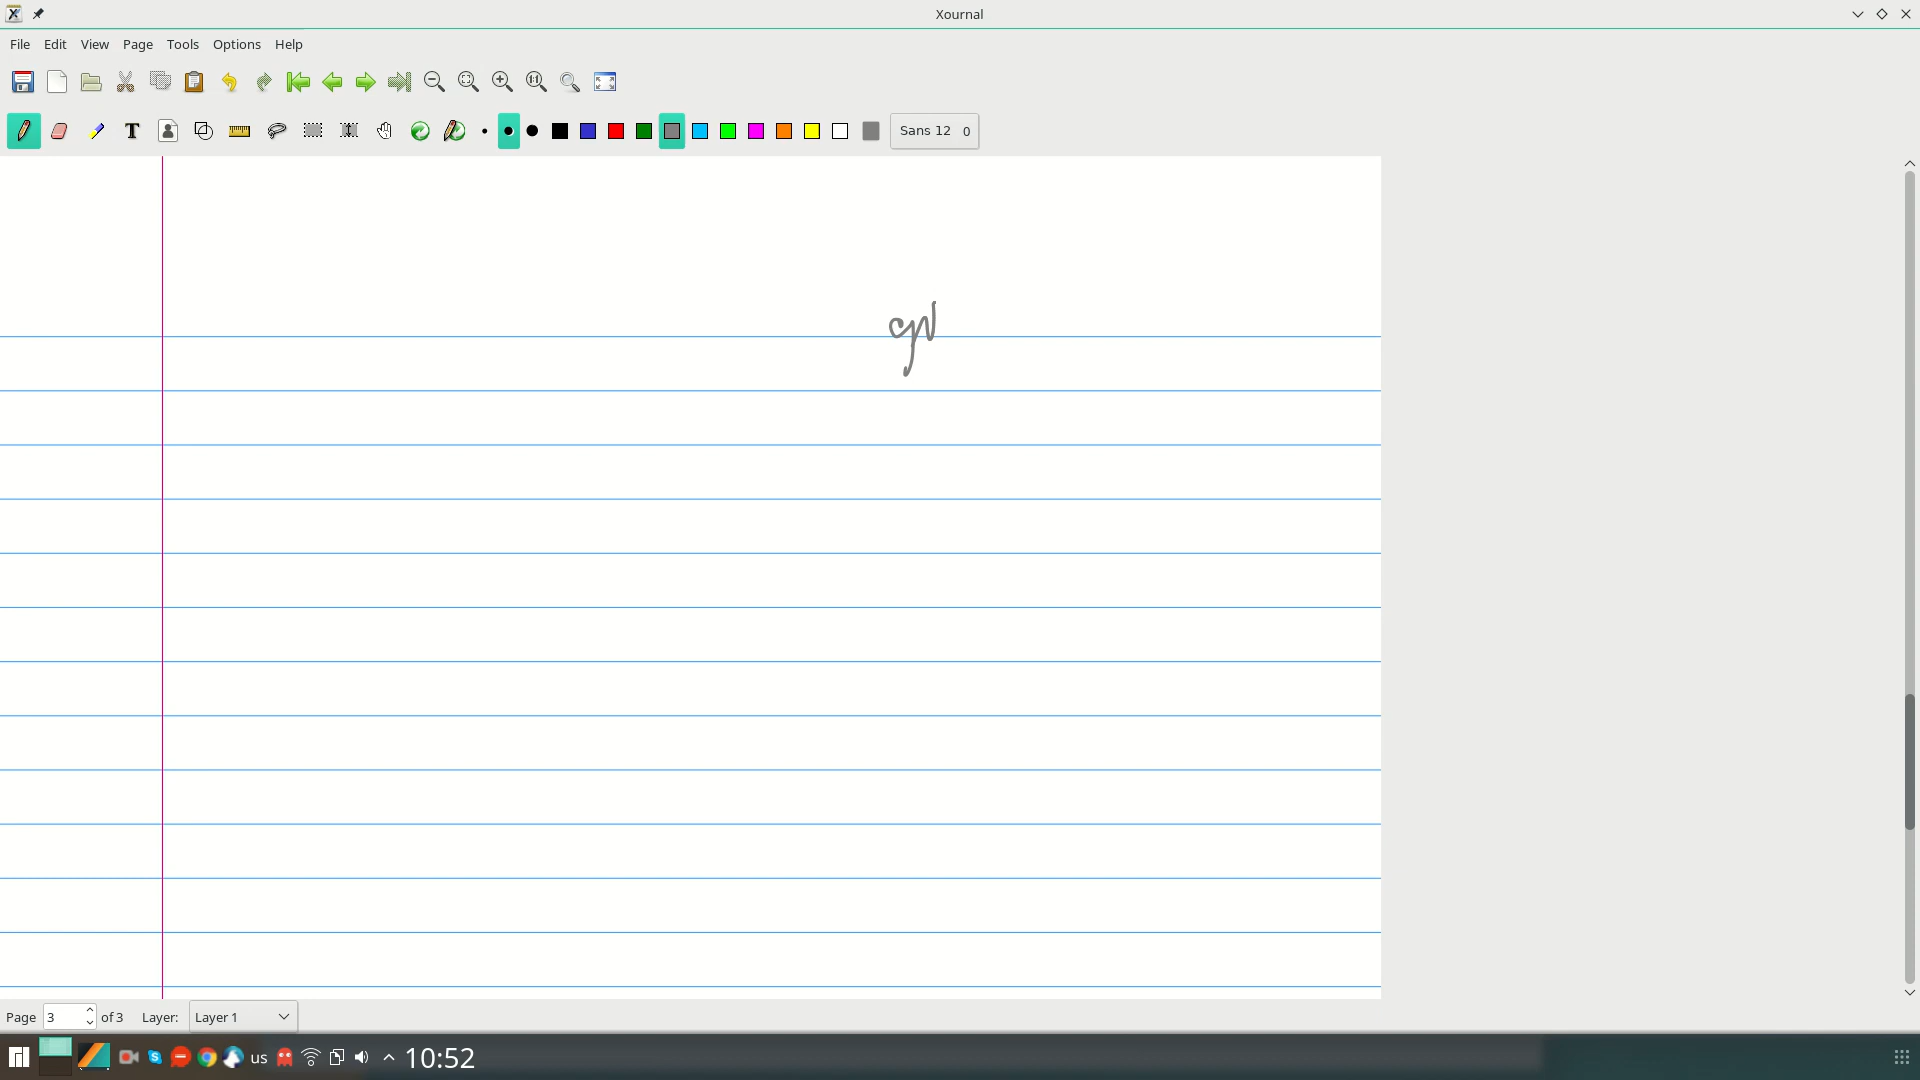 Xournal
File Edit View Page Tools Options Help
Sans 12 0
Page 3 of 3 Layer: Layer 1
us 10:52